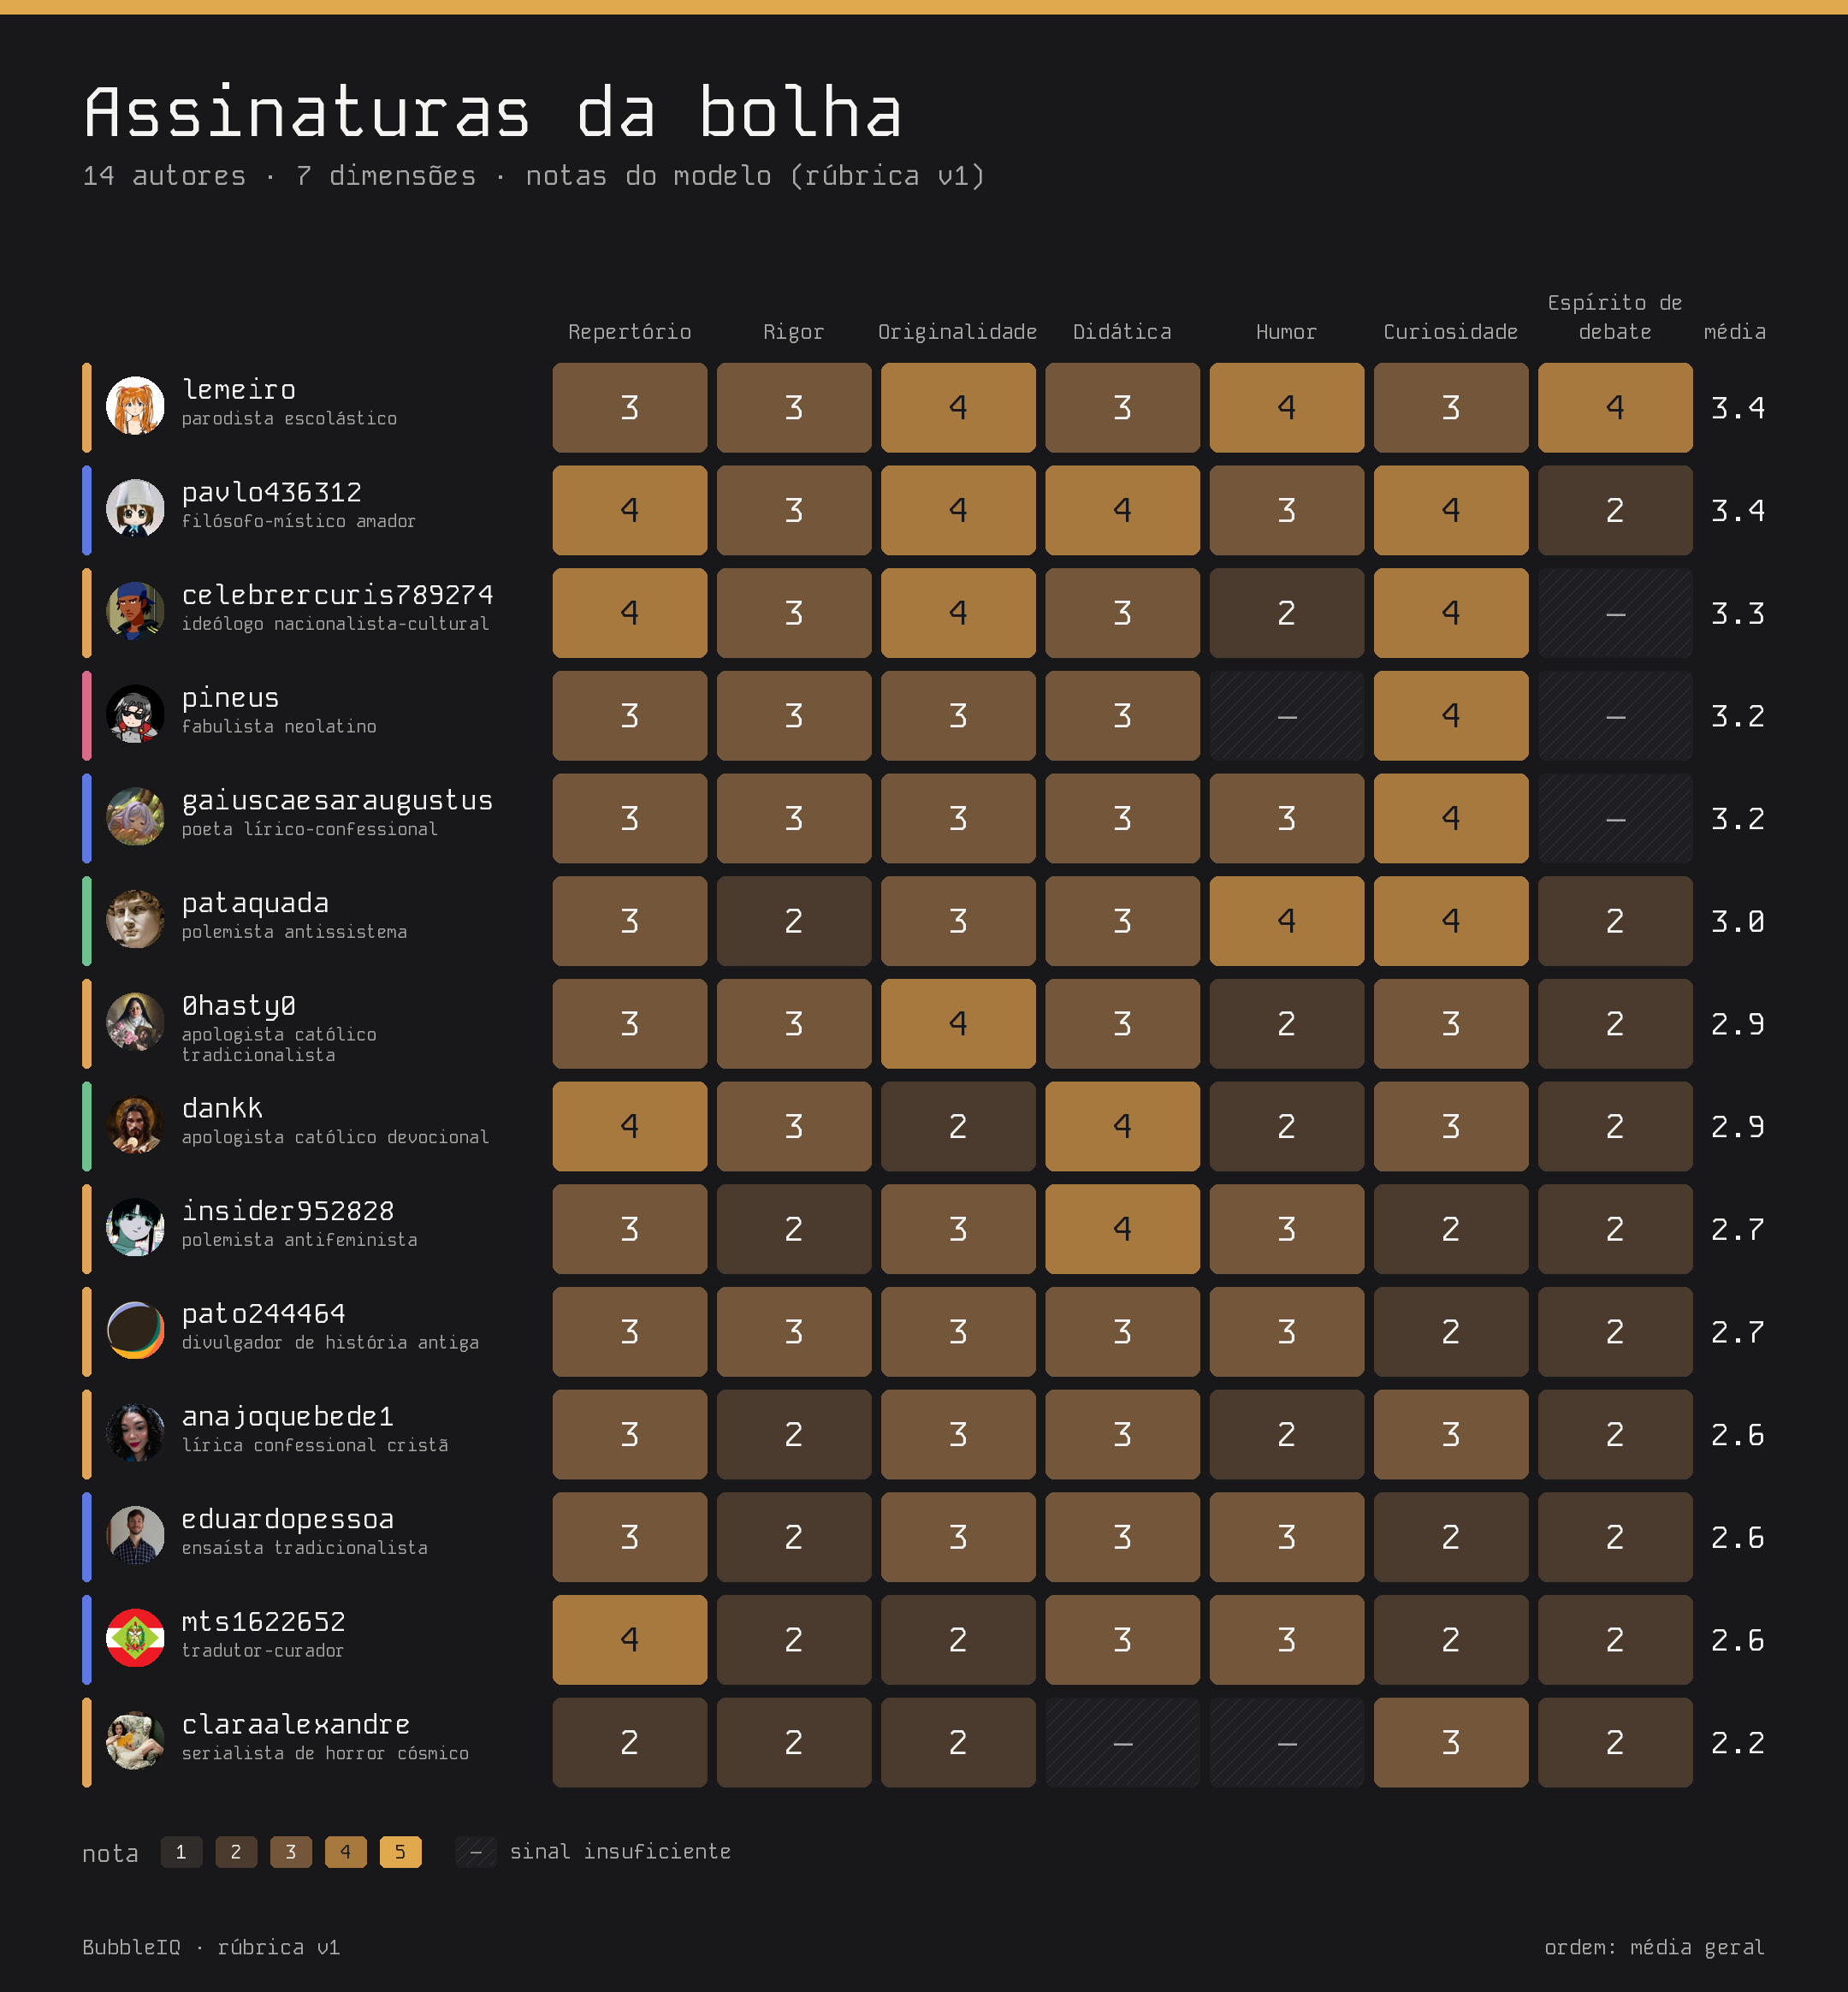 Assinaturas da bolha
14 autores · 7 dimensões · notas do modelo (rúbrica v1)
Repertório Rigor Originalidade Didática Humor Curiosidade Espírito de debate média
lemeiro
parodista escolástico
3 3 4 3 4 3 4 3.4
pavlo436312
filósofo-místico amador
4 3 4 4 3 4 2 3.4
celebrercuris789274
ideólogo nacionalista-cultural
4 3 4 3 2 4 — 3.3
pineus
fabulista neolatino
3 3 3 3 — 4 — 3.2
gaiuscaesaraugustus
poeta lírico-confessional
3 3 3 3 3 4 — 3.2
pataquada
polemista antissistema
3 2 3 3 4 4 2 3.0
0hasty0
apologista católico
tradicionalista
3 3 4 3 2 3 2 2.9
dankk
apologista católico devocional
4 3 2 4 2 3 2 2.9
insider952828
polemista antifeminista
3 2 3 4 3 2 2 2.7
pato244464
divulgador de história antiga
3 3 3 3 3 2 2 2.7
anajoquebede1
lírica confessional cristã
3 2 3 3 2 3 2 2.6
eduardopessoa
ensaísta tradicionalista
3 2 3 3 3 2 2 2.6
mts1622652
tradutor-curador
4 2 2 3 3 2 2 2.6
claraalexandre
serialista de horror cósmico
2 2 2 — — 3 2 2.2
nota 1 2 3 4 5 — sinal insuficiente
BubbleIQ · rúbrica v1
ordem: média geral